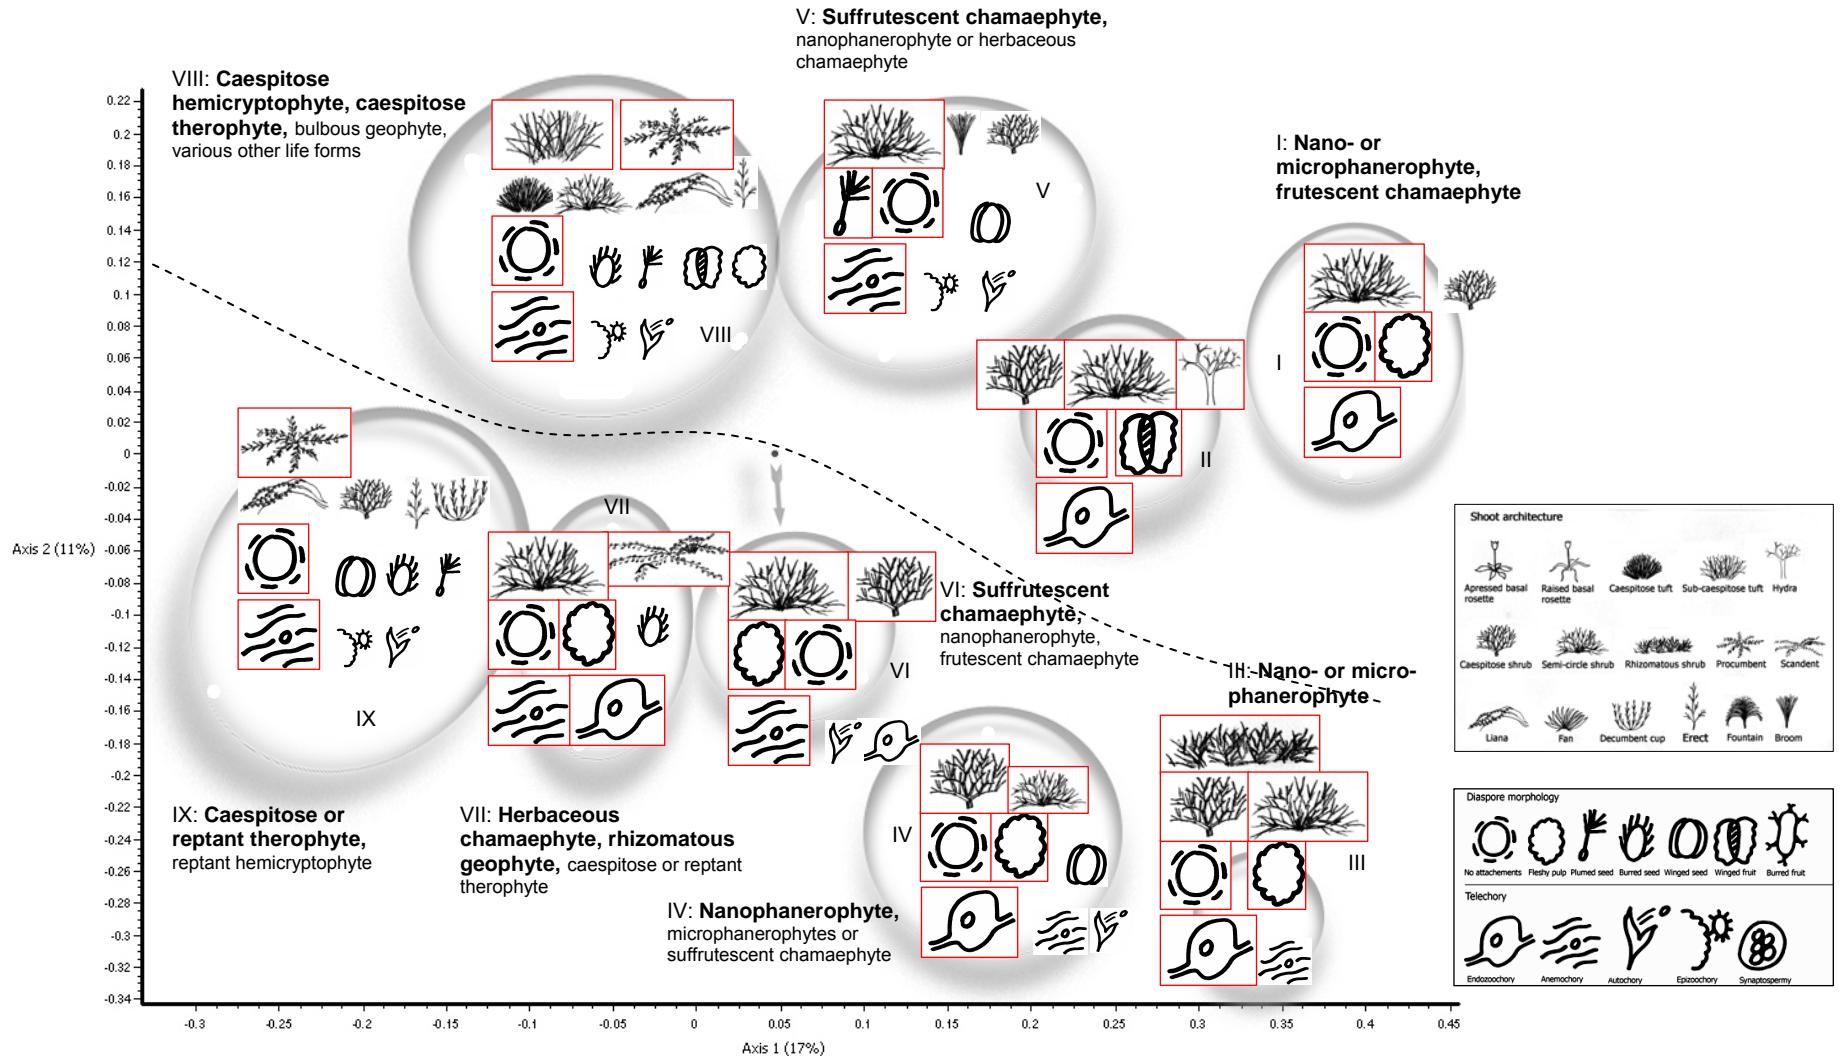 V: Suffrutescent chamaephyte,
nanophanerophyte or herbaceous
chamaephyte
VIII: Caespitose
hemicryptophyte, caespitose
therophyte, bulbous geophyte,
various other life forms
I: Nano- or
microphanerophyte,
frutescent chamaephyte
0.22
0.2
0.18
0.16
0.14
0.12
0.1
0.08
0.06
0.04
0.02
0
-0.02
-0.04
-0.06
-0.08
-0.1
-0.12
-0.14
-0.16
-0.18
-0.2
-0.22
-0.24
-0.26
-0.28
-0.3
-0.32
-0.34
Axis 2 (11%)
V
VIII
I
II
VII
IX
VI
IV
III
VI: Suffrutescent
chamaephyte,
nanophanerophyte,
frutescent chamaephyte
III: Nano- or micro-
phanerophyte
IX: Caespitose or
reptant therophyte,
reptant hemicryptophyte
VII: Herbaceous
chamaephyte, rhizomatous
geophyte, caespitose or reptant
therophyte
IV: Nanophanerophyte,
microphanerophytes or
suffrutescent chamaephyte
-0.3 -0.25 -0.2 -0.15 -0.1 -0.05 0 0.05 0.1 0.15 0.2 0.25 0.3 0.35 0.4 0.45
Axis 1 (17%)
Shoot architecture
Apressed basal rosette
Raised basal rosette
Caespitose tuft
Sub-caespitose tuft
Hydra
Caespitose shrub
Semi-circle shrub
Rhizomatous shrub
Procumbent
Scandent
Liana
Fan
Decumbent cup
Erect
Fountain
Broom
Diaspore morphology
No attachements
Fleshy pulp
Plumed seed
Burred seed
Winged seed
Winged fruit
Burred fruit
Telechory
Endozoochory
Anemochory
Autochory
Epizoochory
Synaptospermy